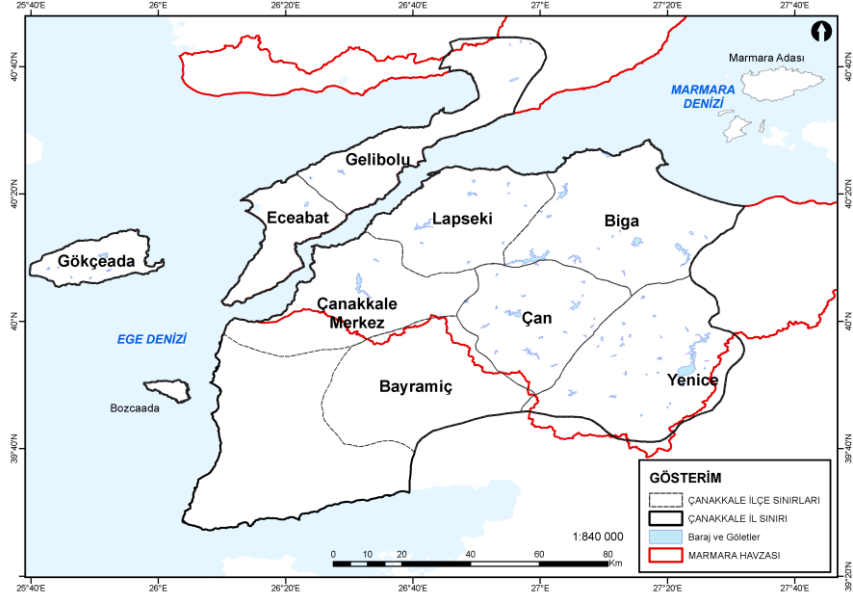 25°40'E
26°E
26°20'E
26°40'E
27°E
27°20'E
27°40'E
40°40'N
40°40'N
Marmara Adası
MARMARA
DENİZİ
Gelibolu
40°20'N
40°20'N
Eceabat
Lapseki
Biga
Gökçeada
Çanakkale
Merkez
Çan
40°N
40°N
EGE DENİZİ
Yenice
Bayramiç
Bozcaada
39°40'N
39°40'N
GÖSTERİM
ÇANAKKALE İLÇE SINIRLARI
ÇANAKKALE İL SINIRI
Baraj ve Göletler
MARMARA HAVZASI
1:840 000
0 10 20 40 60 80
Km
39°20'N
25°40'E
26°E
26°20'E
26°40'E
27°E
27°20'E
27°40'E